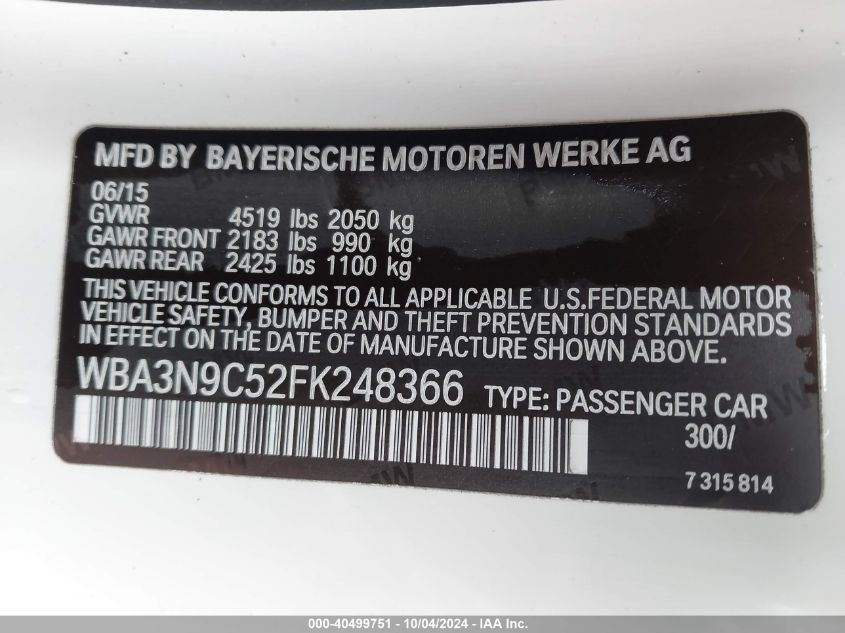 MFD BY BAYERISCHE MOTOREN WERKE AG
06/15
GVWR 4519 lbs 2050 kg
GAWR FRONT 2183 lbs 990 kg
GAWR REAR 2425 lbs 1100 kg
THIS VEHICLE CONFORMS TO ALL APPLICABLE U.S.FEDERAL MOTOR
VEHICLE SAFETY, BUMPER AND THEFT PREVENTION STANDARDS
IN EFFECT ON THE DATE OF MANUFACTURE SHOWN ABOVE.
WBA3N9C52FK248366 TYPE: PASSENGER CAR
300/
7 315 814
000-40499751 - 10/04/2024 - IAA Inc.